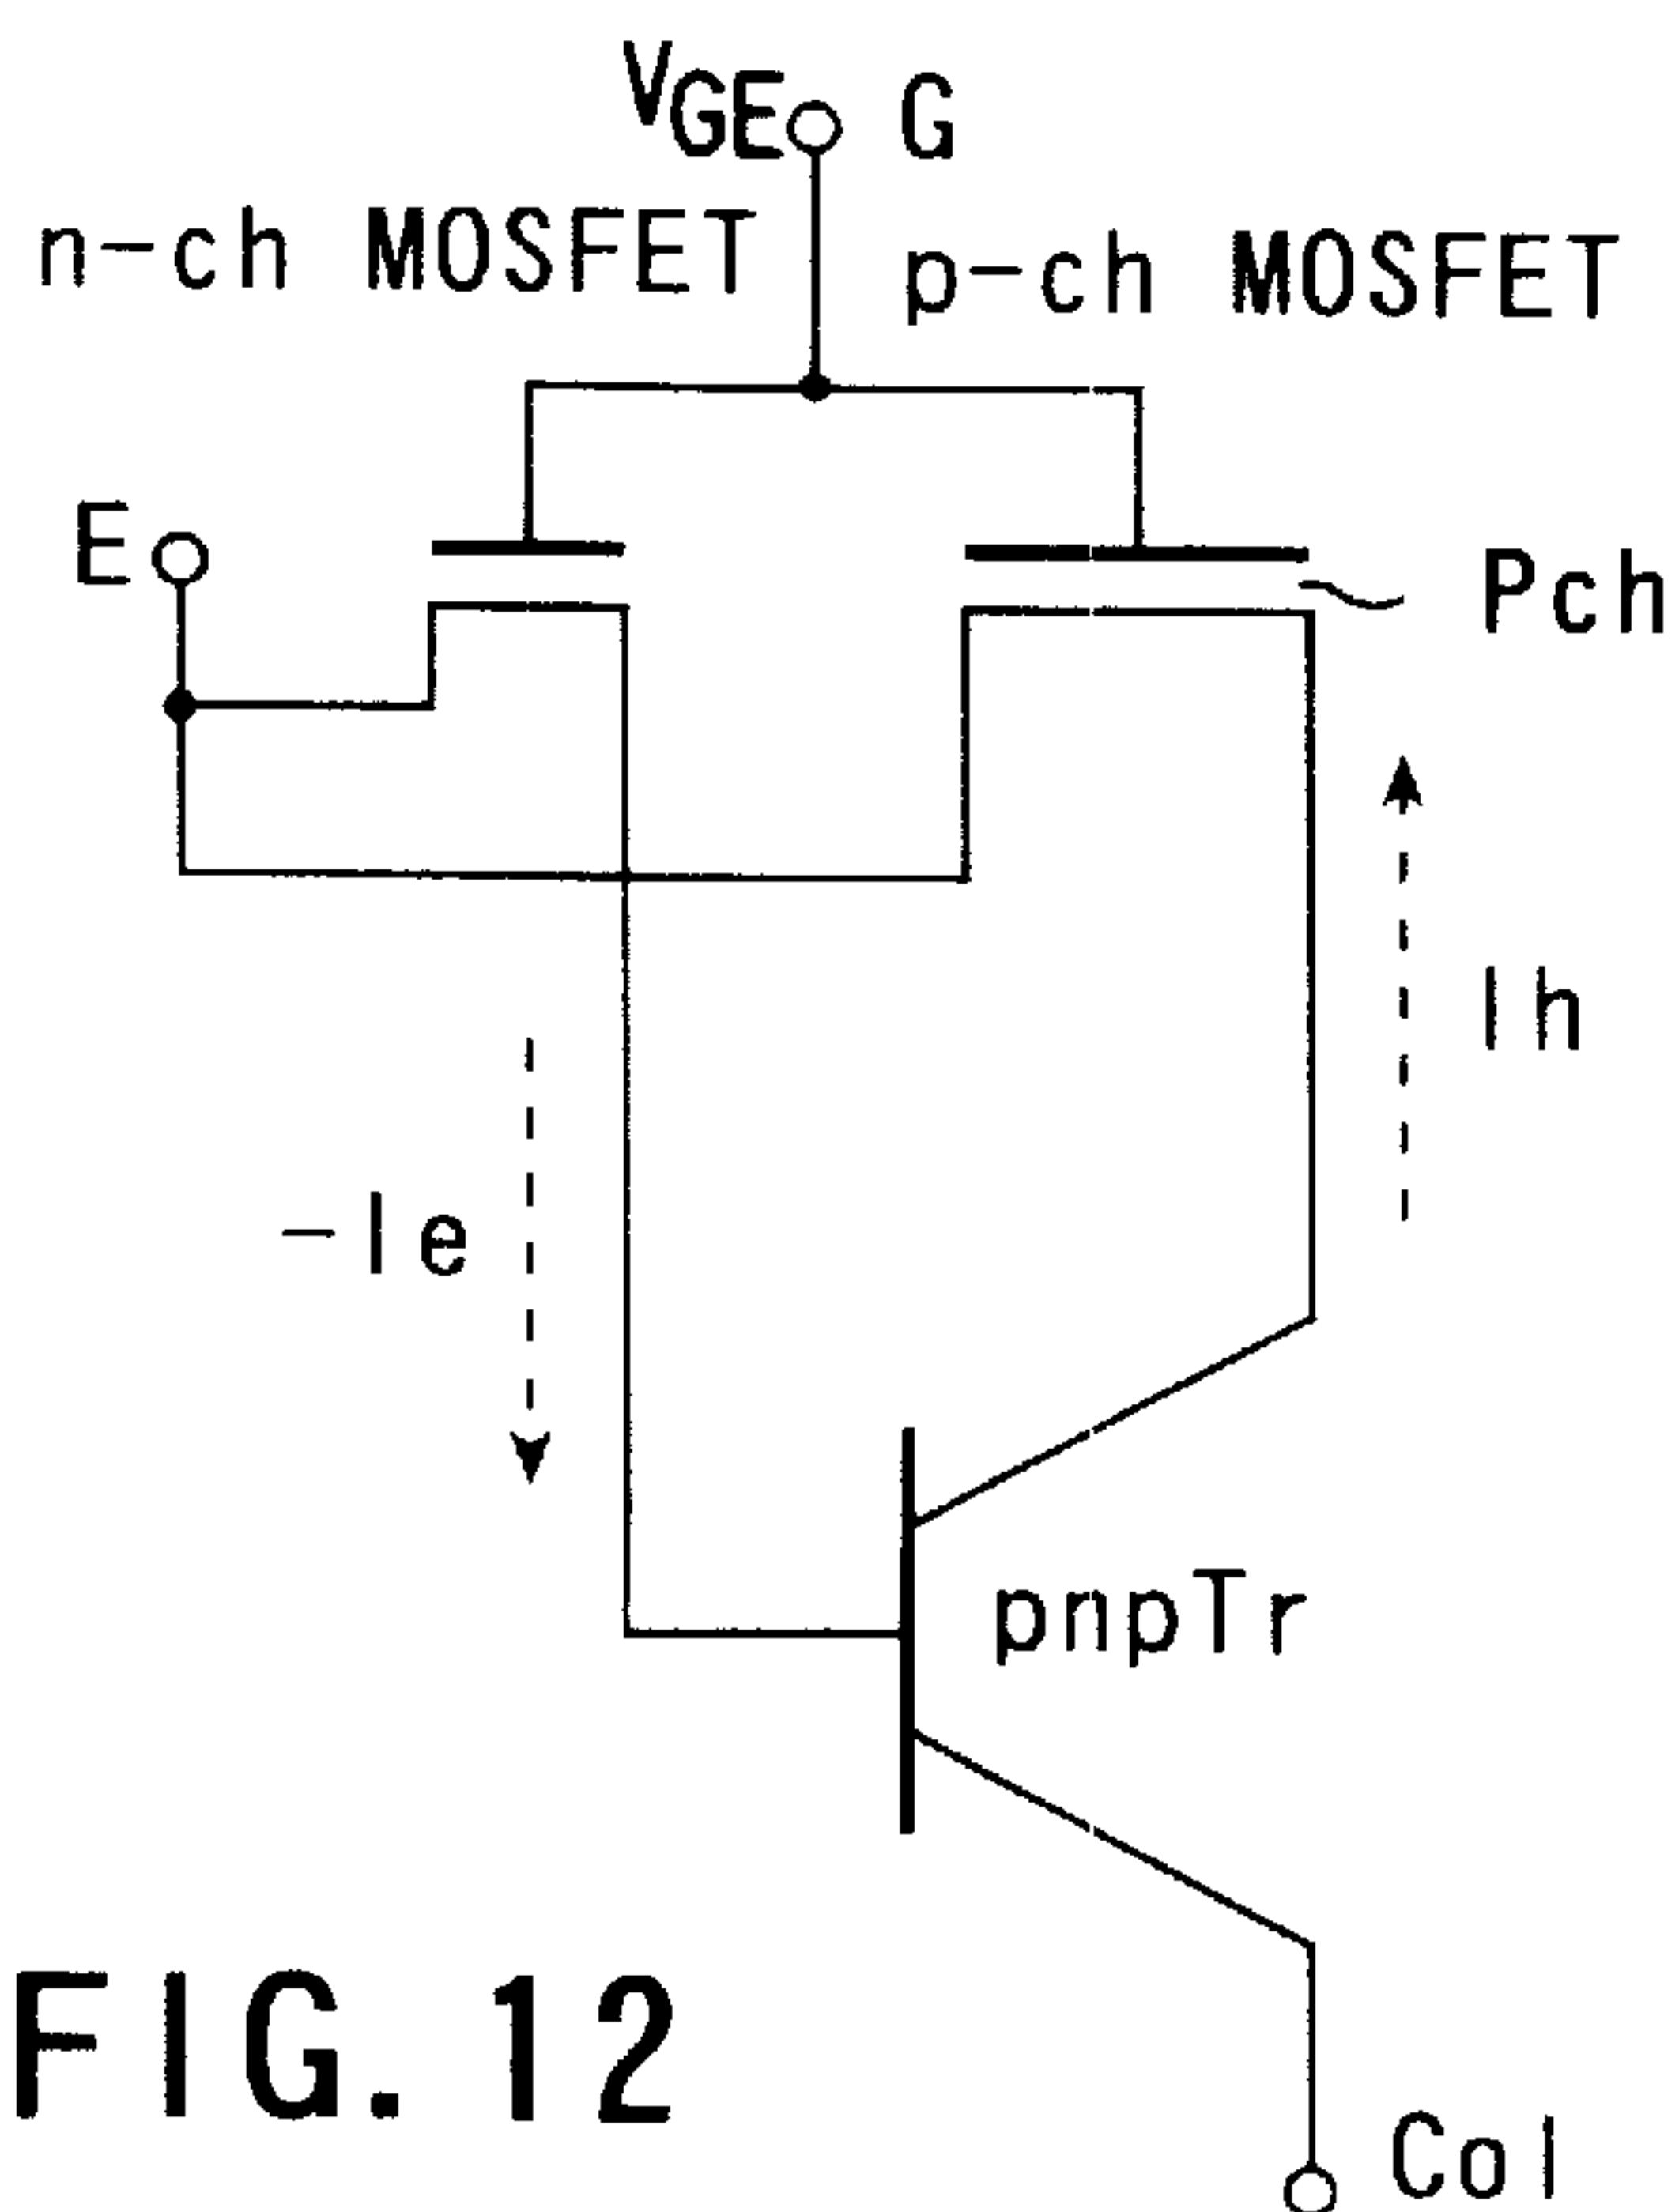 VGE G
n-ch MOSFET
p-ch MOSFET
E
Pch
Ih
-Ie
pnpTr
FIG. 12
Col